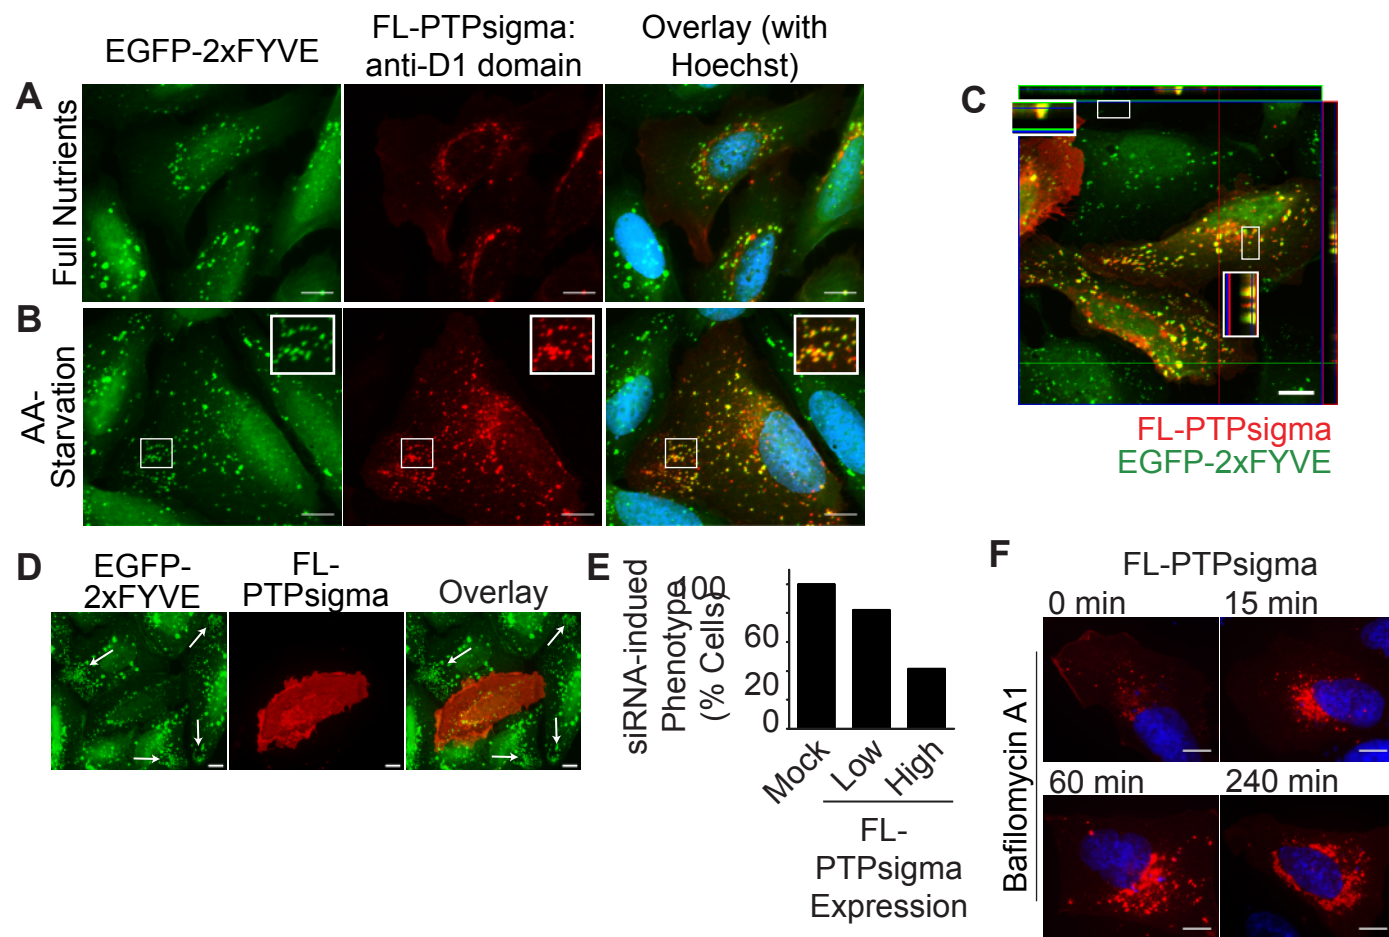 EGFP-2xFYVE
FL-PTPsigma:
anti-D1 domain
Overlay (with
Hoechst)
A
Full Nutrients
B
AA-
Starvation
C
FL-PTPsigma
EGFP-2xFYVE
D
EGFP-
2xFYVE
FL-
PTPsigma
Overlay
E
siRNA-indued
Phenotype
(% Cells)
100
60
20
0
Mock
Low
High
FL-
PTPsigma
Expression
F
FL-PTPsigma
0 min
15 min
60 min
240 min
Bafilomycin A1